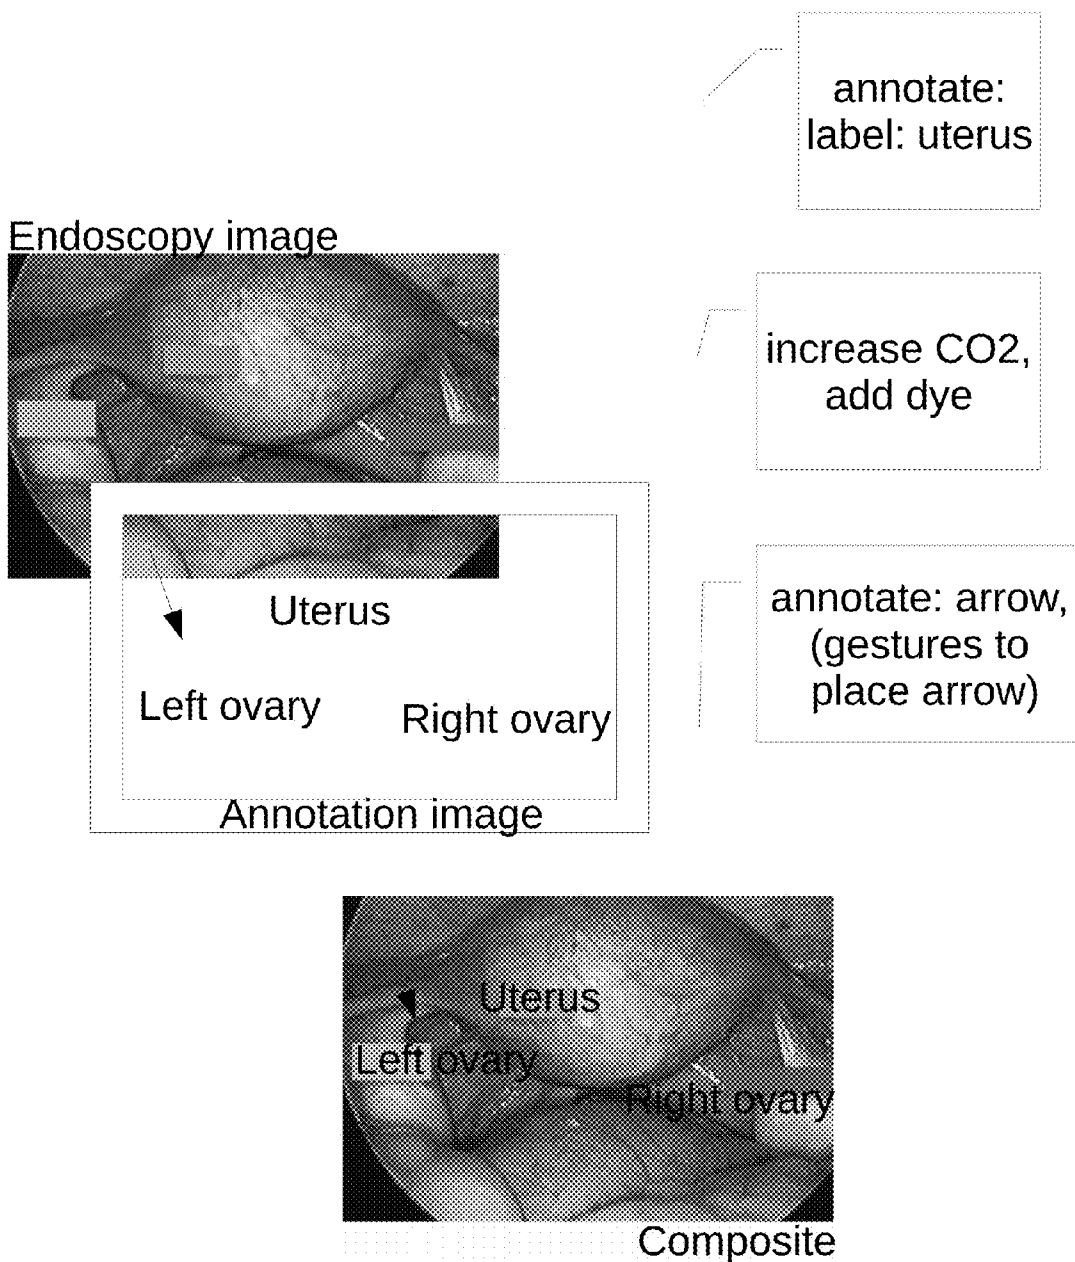 annotate:
label: uterus
Endoscopy image
increase CO2,
add dye
annotate: arrow,
(gestures to
place arrow)
Uterus
Left ovary
Right ovary
Annotation image
Uterus
Left ovary
Right ovary
Composite